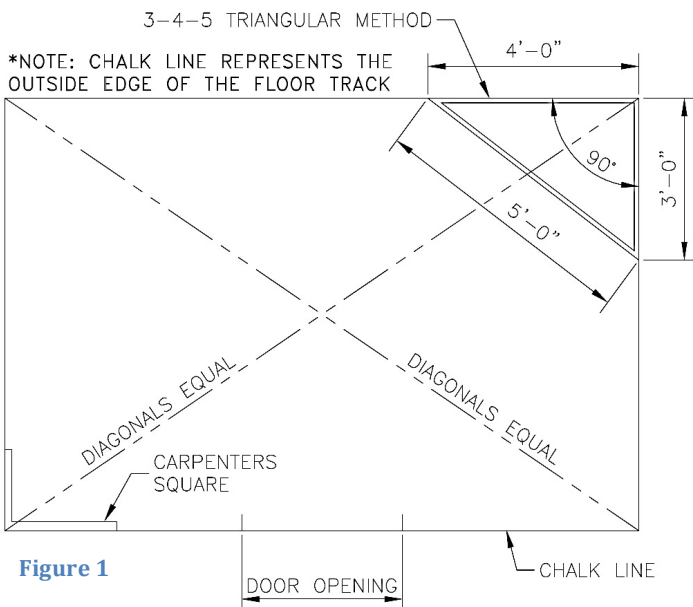 3-4-5 TRIANGULAR METHOD
*NOTE: CHALK LINE REPRESENTS THE
OUTSIDE EDGE OF THE FLOOR TRACK
4'-0"
90°
3'-0"
5'-0"
DIAGONALS EQUAL
DIAGONALS EQUAL
CARPENTERS
SQUARE
Figure 1
DOOR OPENING
CHALK LINE